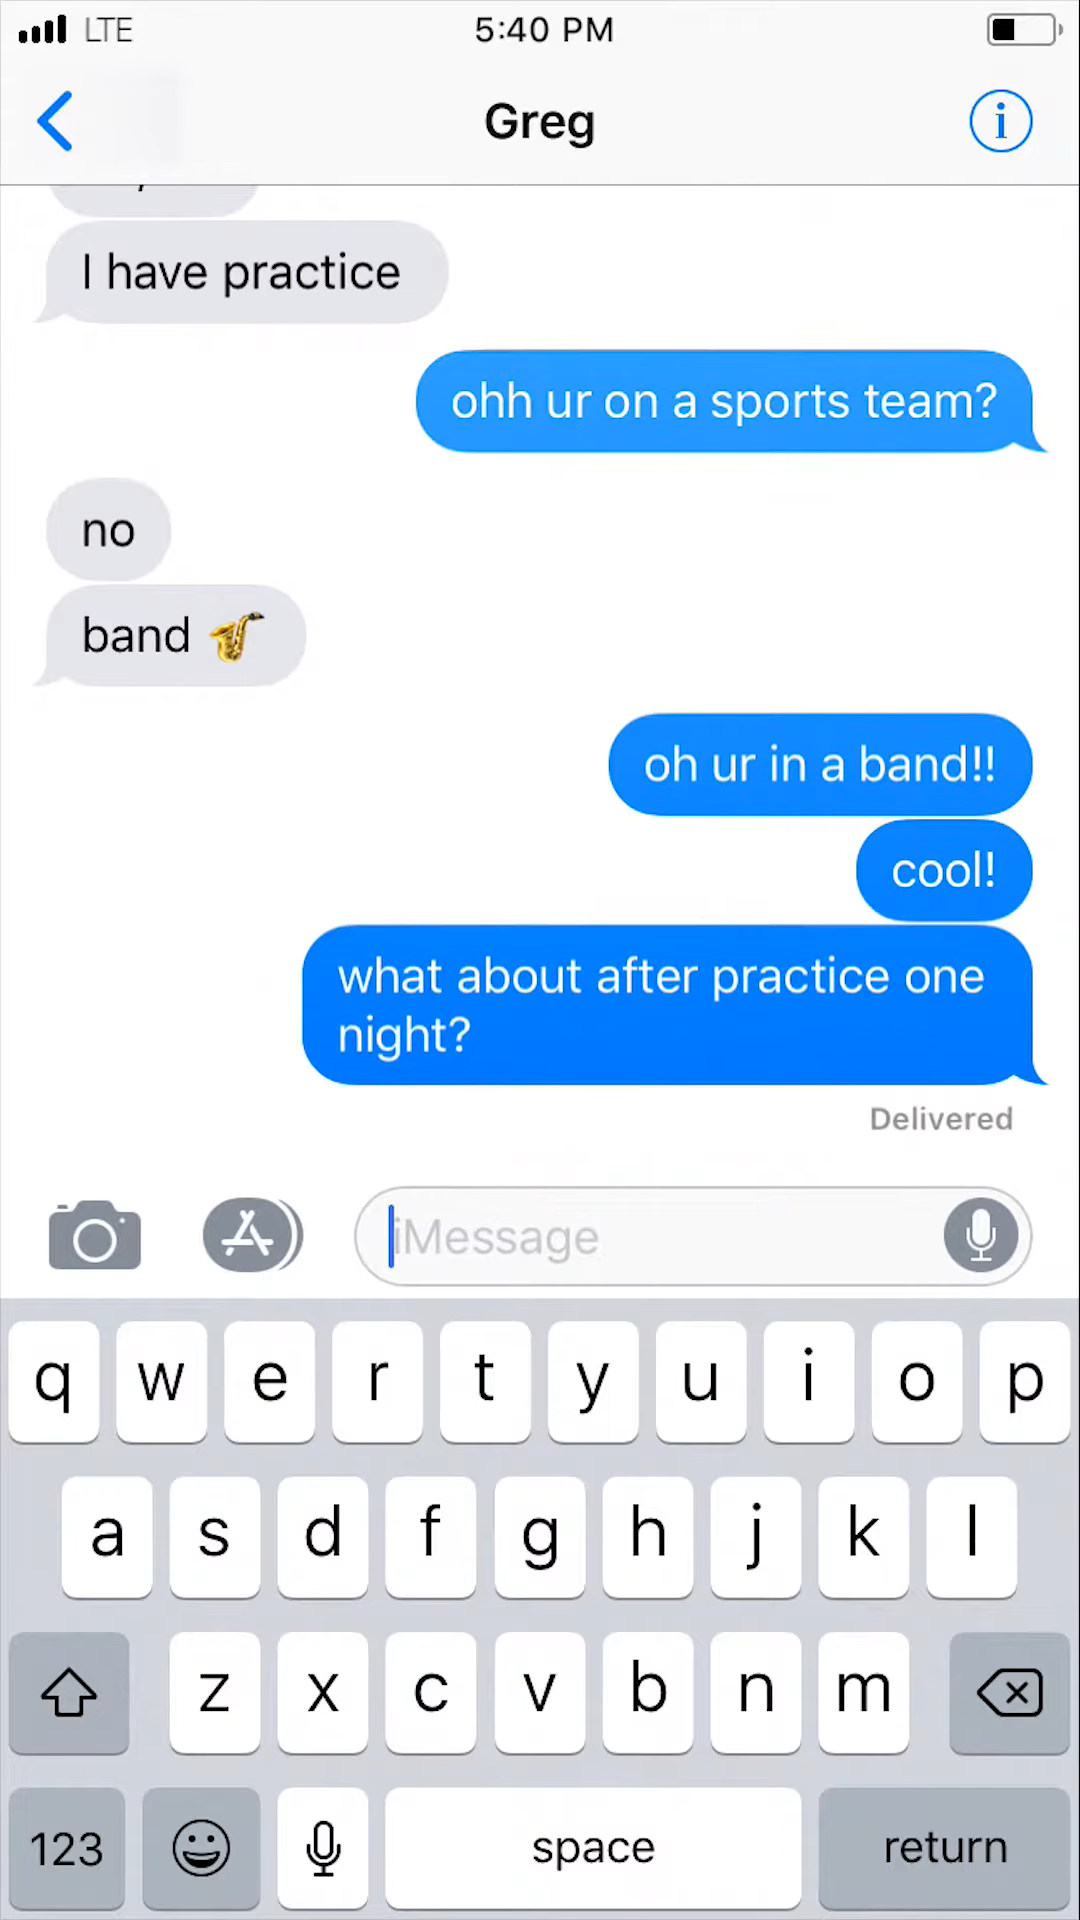 LTE 5:40 PM
Greg
I have practice
ohh ur on a sports team?
no
band 🎷
oh ur in a band!!
cool!
what about after practice one
night?
Delivered
iMessage
q w e r t y u i o p
a s d f g h j k l
z x c v b n m
123 space return